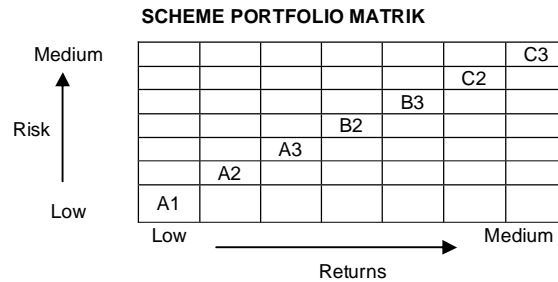 SCHEME PORTFOLIO MATRIK
Medium
C3
C2
B3
Risk
B2
A3
A2
Low
A1
Low
Medium
Returns